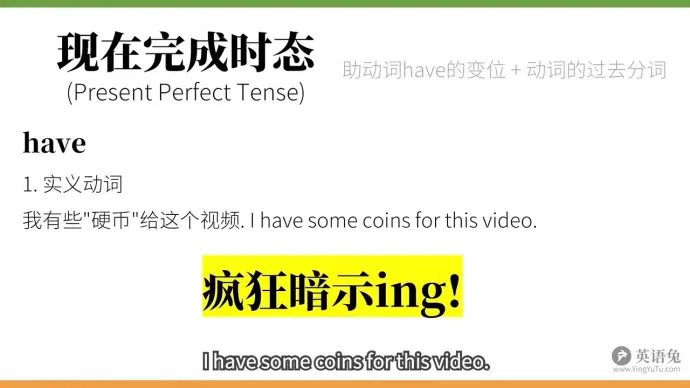 现在完成时态
(Present Perfect Tense)
助动词have的变位 + 动词的过去分词
have
1. 实义动词
我有些"硬币"给这个视频. I have some coins for this video.
疯狂暗示ing!
I have some coins for this video.
英语兔
www.YingYuTu.com